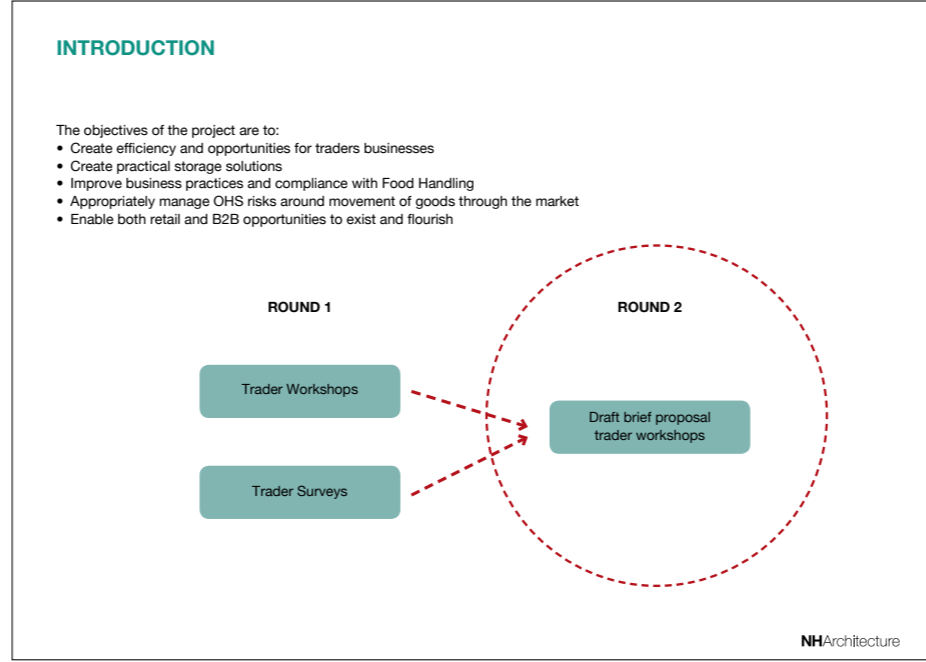 INTRODUCTION
The objectives of the project are to:
• Create efficiency and opportunities for traders businesses
• Create practical storage solutions
• Improve business practices and compliance with Food Handling
• Appropriately manage OHS risks around movement of goods through the market
• Enable both retail and B2B opportunities to exist and flourish
ROUND 1
ROUND 2
Trader Workshops
Draft brief proposal
trader workshops
Trader Surveys
NHArchitecture